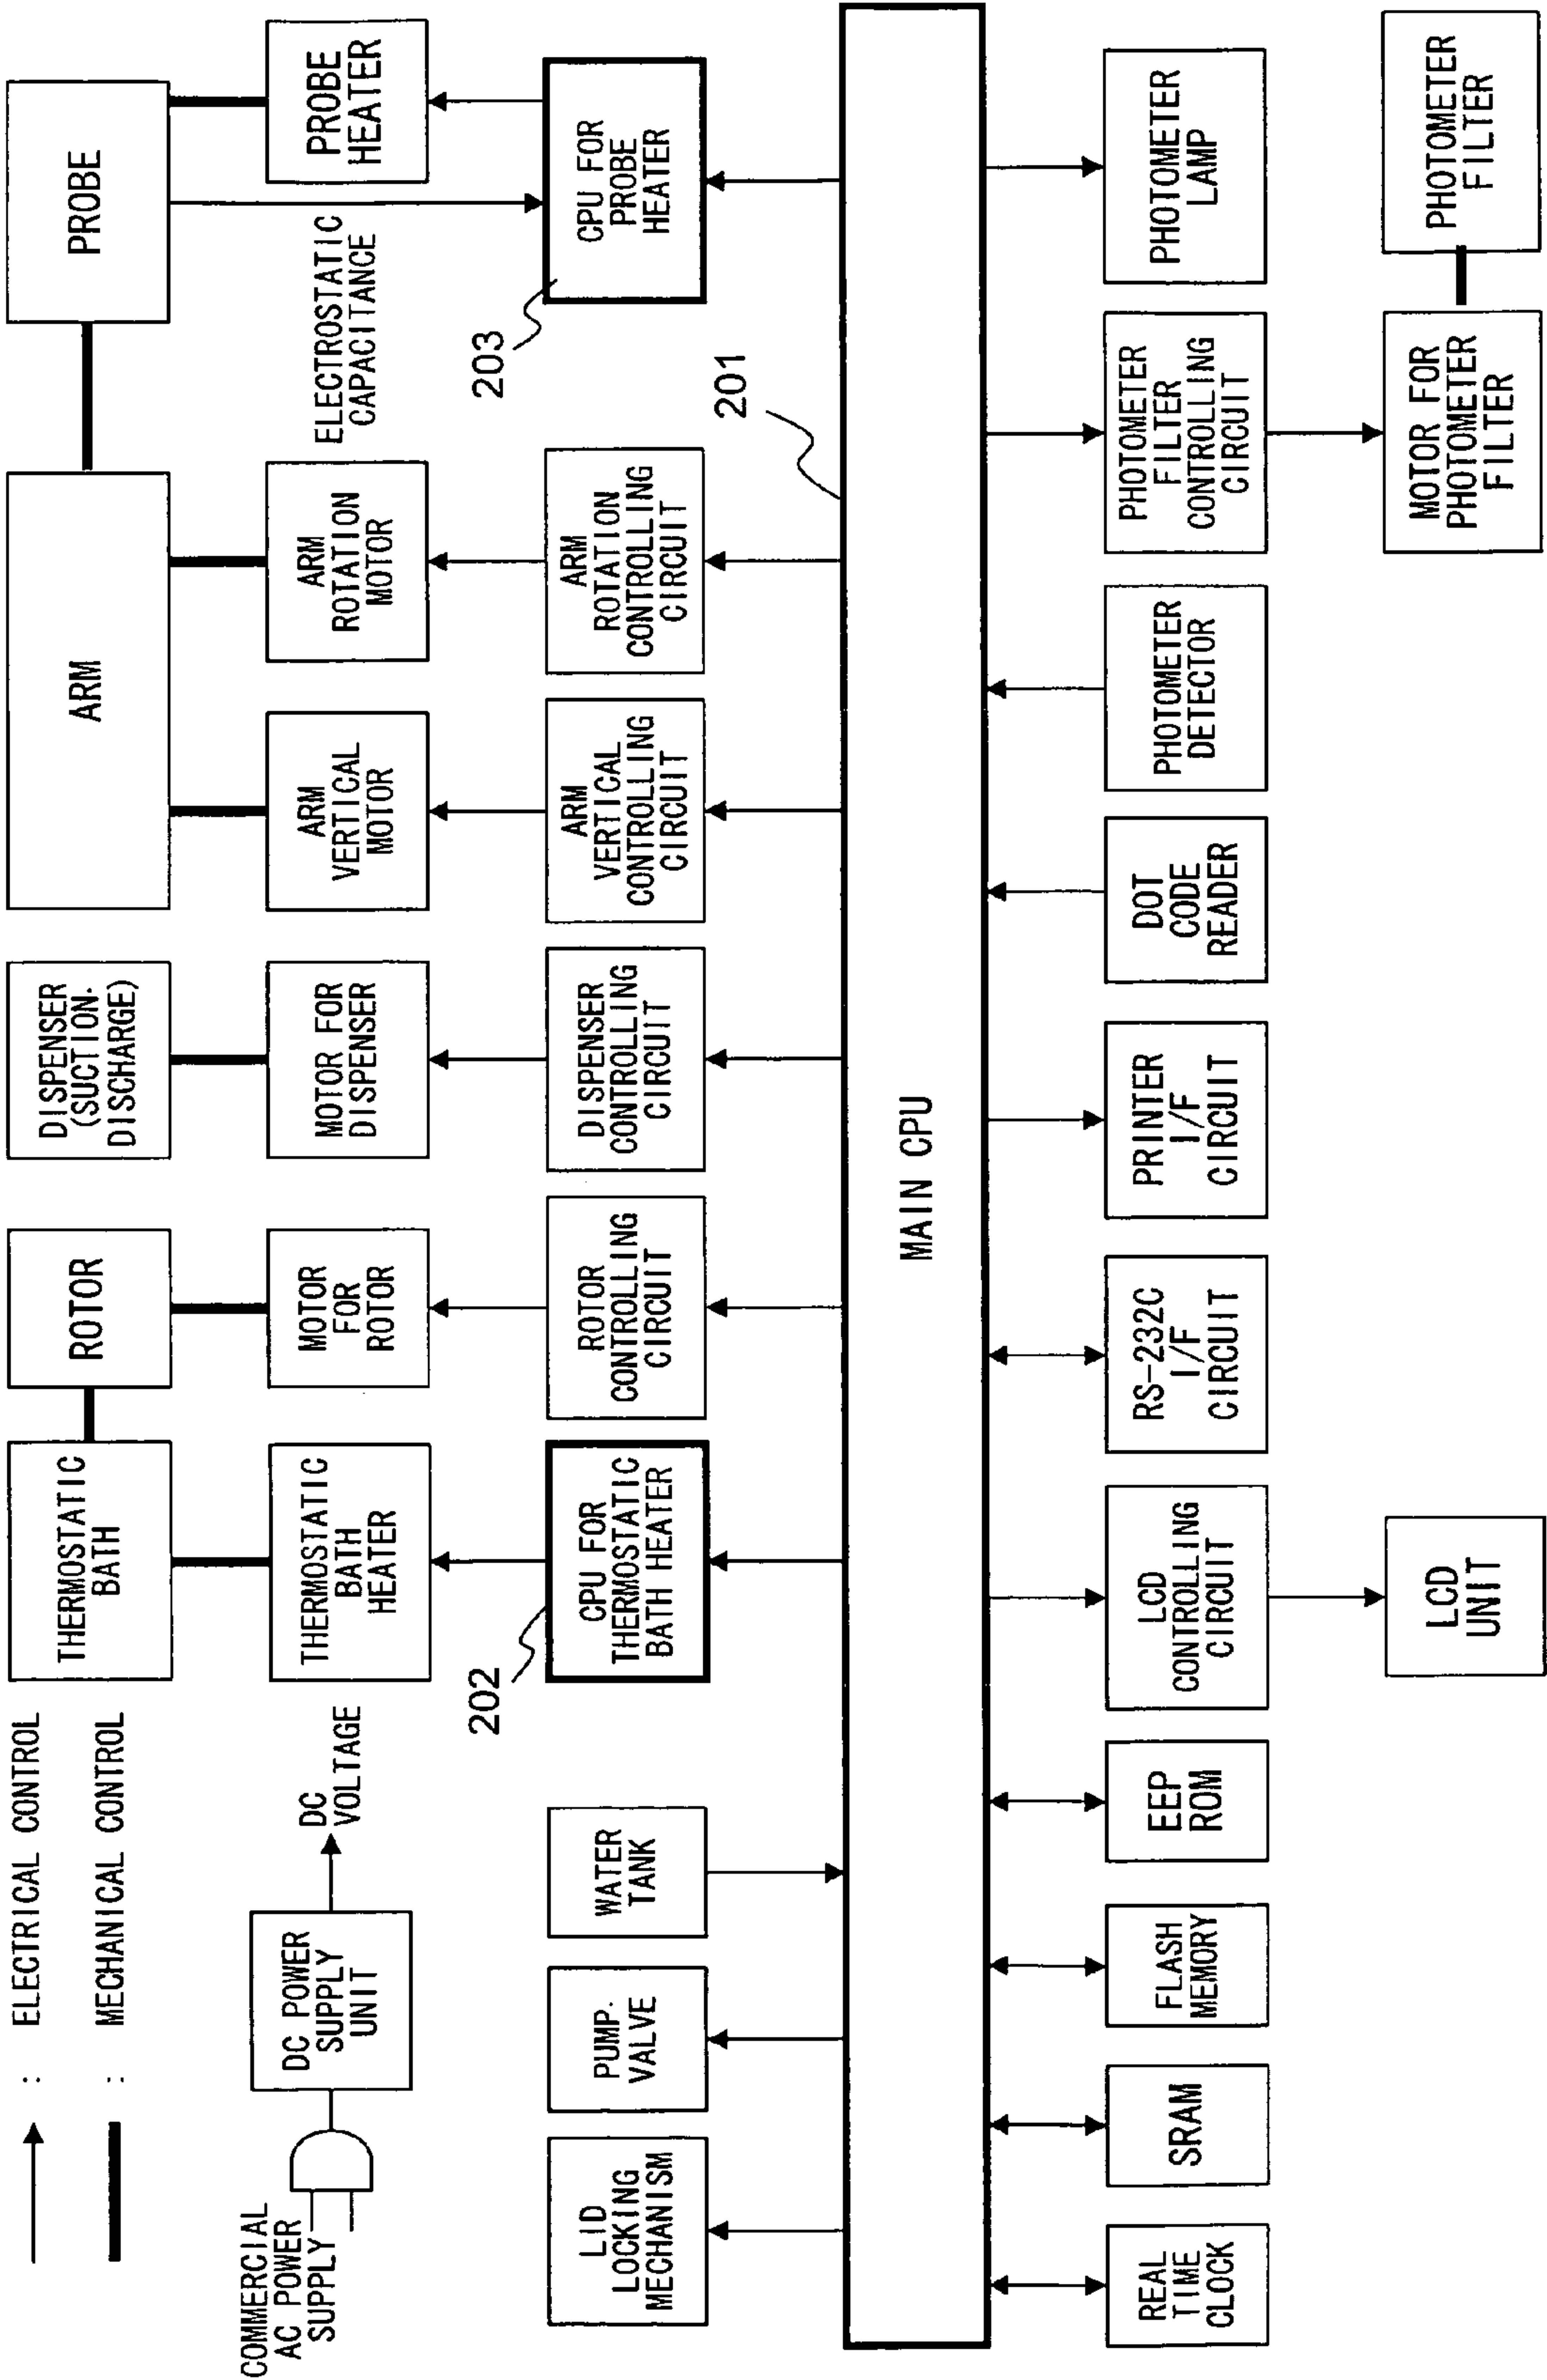 : ELECTRICAL CONTROL
: MECHANICAL CONTROL
COMMERCIAL
AC POWER
SUPPLY
DC POWER
SUPPLY
UNIT
DC
VOLTAGE
THERMOSTATIC
BATH
ROTOR
DISPENSER
(SUCTION·
DISCHARGE)
ARM
PROBE
THERMOSTATIC
BATH
HEATER
MOTOR
FOR
ROTOR
MOTOR FOR
DISPENSER
ARM
VERTICAL
MOTOR
ARM
ROTATION
MOTOR
PROBE
HEATER
ELECTROSTATIC
CAPACITANCE
202
203
LID
LOCKING
MECHANISM
PUMP·
VALVE
WATER
TANK
CPU FOR
THERMOSTATIC
BATH HEATER
ROTOR
CONTROLLING
CIRCUIT
DISPENSER
CONTROLLING
CIRCUIT
ARM
VERTICAL
CONTROLLING
CIRCUIT
ARM
ROTATION
CONTROLLING
CIRCUIT
CPU FOR
PROBE
HEATER
201
MAIN CPU
REAL
TIME
CLOCK
SRAM
FLASH
MEMORY
EEP
ROM
LCD
CONTROLLING
CIRCUIT
RS-232C
I/F
CIRCUIT
PRINTER
I/F
CIRCUIT
DOT
CODE
READER
PHOTOMETER
DETECTOR
PHOTOMETER
FILTER
CONTROLLING
CIRCUIT
PHOTOMETER
LAMP
LCD
UNIT
MOTOR FOR
PHOTOMETER
FILTER
PHOTOMETER
FILTER